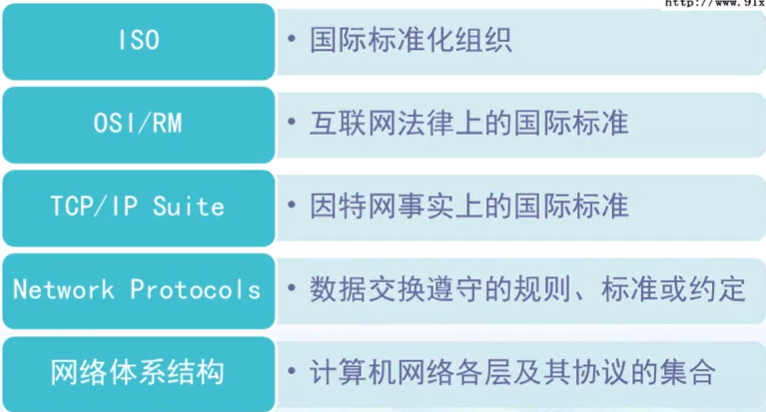 http://www.91x
ISO
• 国际标准化组织
OSI/RM
• 互联网法律上的国际标准
TCP/IP Suite
• 因特网事实上的国际标准
Network Protocols
• 数据交换遵守的规则、标准或约定
网络体系结构
• 计算机网络各层及其协议的集合